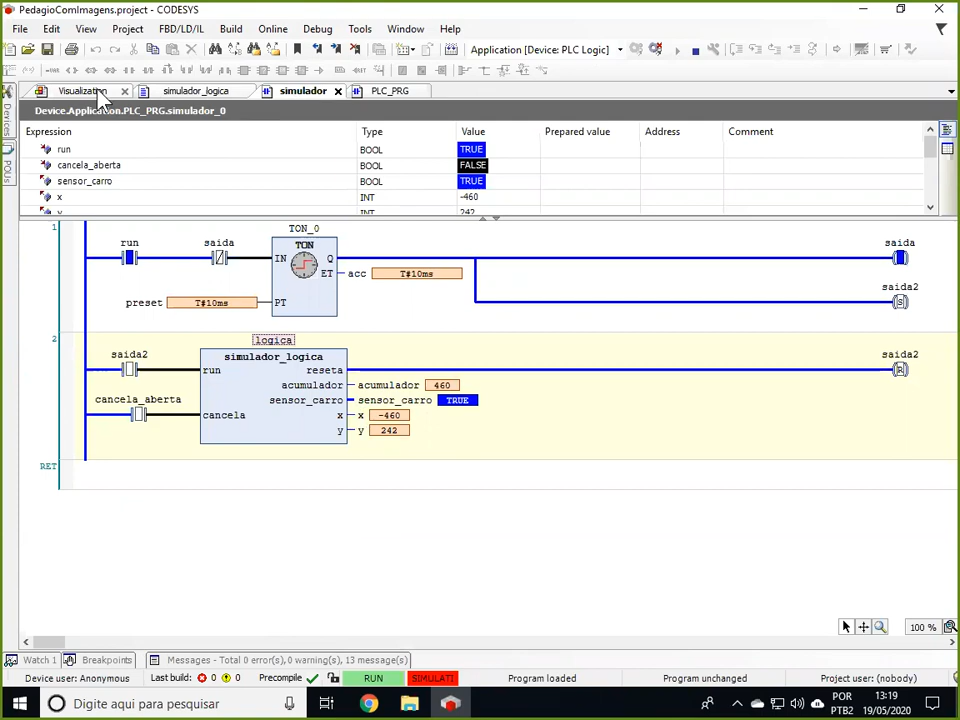 PedagioComImagens.project - CODESYS
File Edit View Project FBD/LD/IL Build Online Debug Tools Window Help
Application [Device: PLC Logic]
Visualization simulador_logica simulador PLC_PRG
Devices
POUs
Device.Application.PLC_PRG.simulador_0
Expression Type Value Prepared value Address Comment
run BOOL TRUE
cancela_aberta BOOL FALSE
sensor_carro BOOL TRUE
x INT -460
y INT 242
1
TON_0
run saida TON saida
IN Q
ET acc T#10ms
saida2
S
preset T#10ms PT
2
logica
saida2 simulador_logica saida2
run reseta R
acumulador acumulador 460
cancela_aberta sensor_carro sensor_carro TRUE
cancela x x -460
y y 242
RET
100 %
Watch 1 Breakpoints Messages - Total 0 error(s), 0 warning(s), 13 message(s)
Device user: Anonymous Last build: 0 0 Precompile RUN SIMULATI Program loaded Program unchanged Project user: (nobody)
Digite aqui para pesquisar
POR 13:19
PTB2 19/05/2020